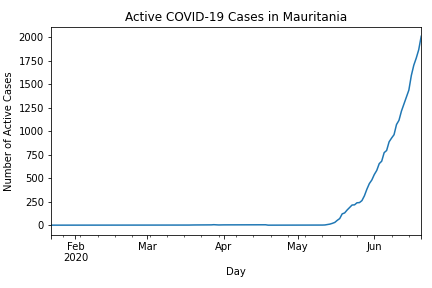 Active COVID-19 Cases in Mauritania
Number of Active Cases
2000
1750
1500
1250
1000
750
500
250
0
Feb
2020
Mar
Apr
May
Jun
Day